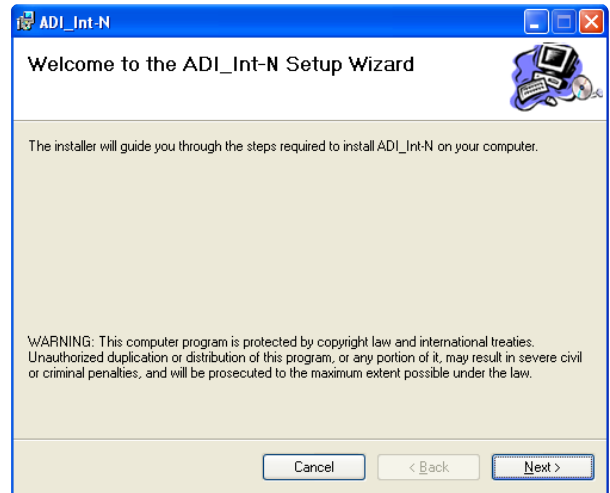 ADI_Int-N
Welcome to the ADI_Int-N Setup Wizard
The installer will guide you through the steps required to install ADI_Int-N on your computer.
WARNING: This computer program is protected by copyright law and international treaties.
Unauthorized duplication or distribution of this program, or any portion of it, may result in severe civil
or criminal penalties, and will be prosecuted to the maximum extent possible under the law.
Cancel
< Back
Next >